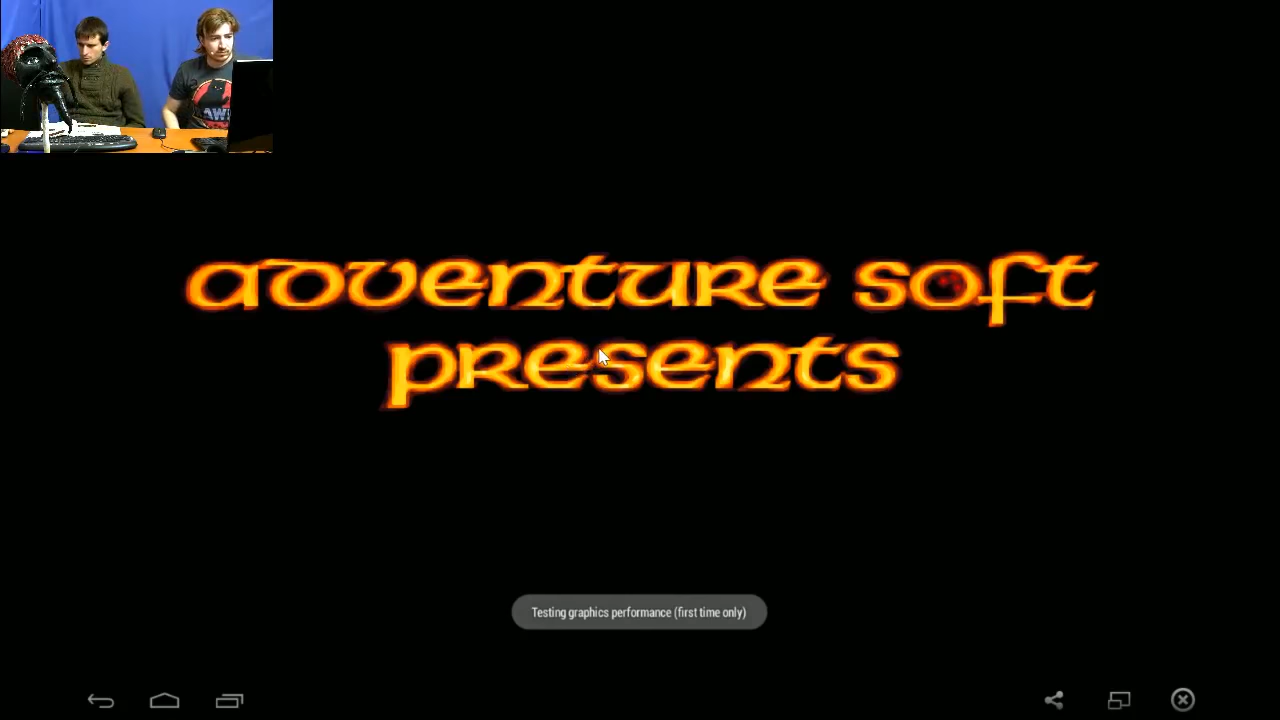 adventure soft
presents
Testing graphics performance (first time only)